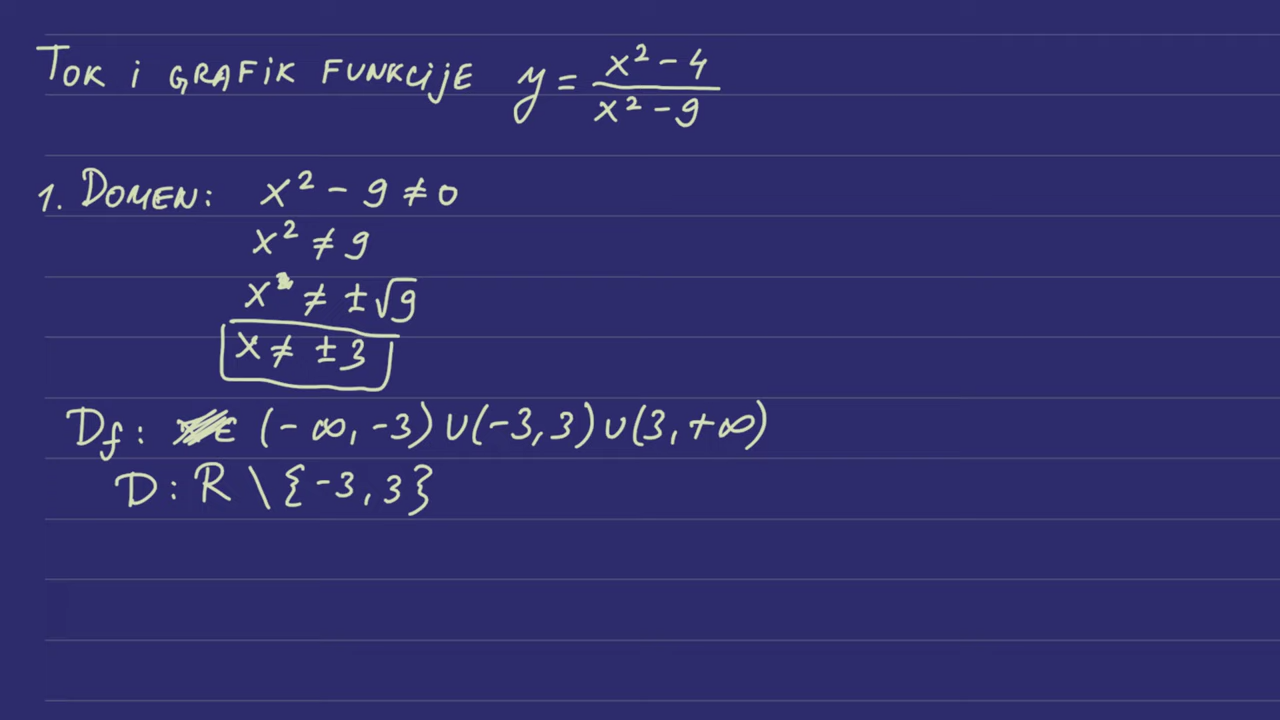 TOK i GRAFiK FUNKCijE y = x² - 4 / x² - 9
1. DOMEN: x² - 9 ≠ 0
x² ≠ 9
x ≠ ±√9
x ≠ ±3
Df: (-∞, -3) ∪ (-3, 3) ∪ (3, +∞)
D: R \ {-3, 3}